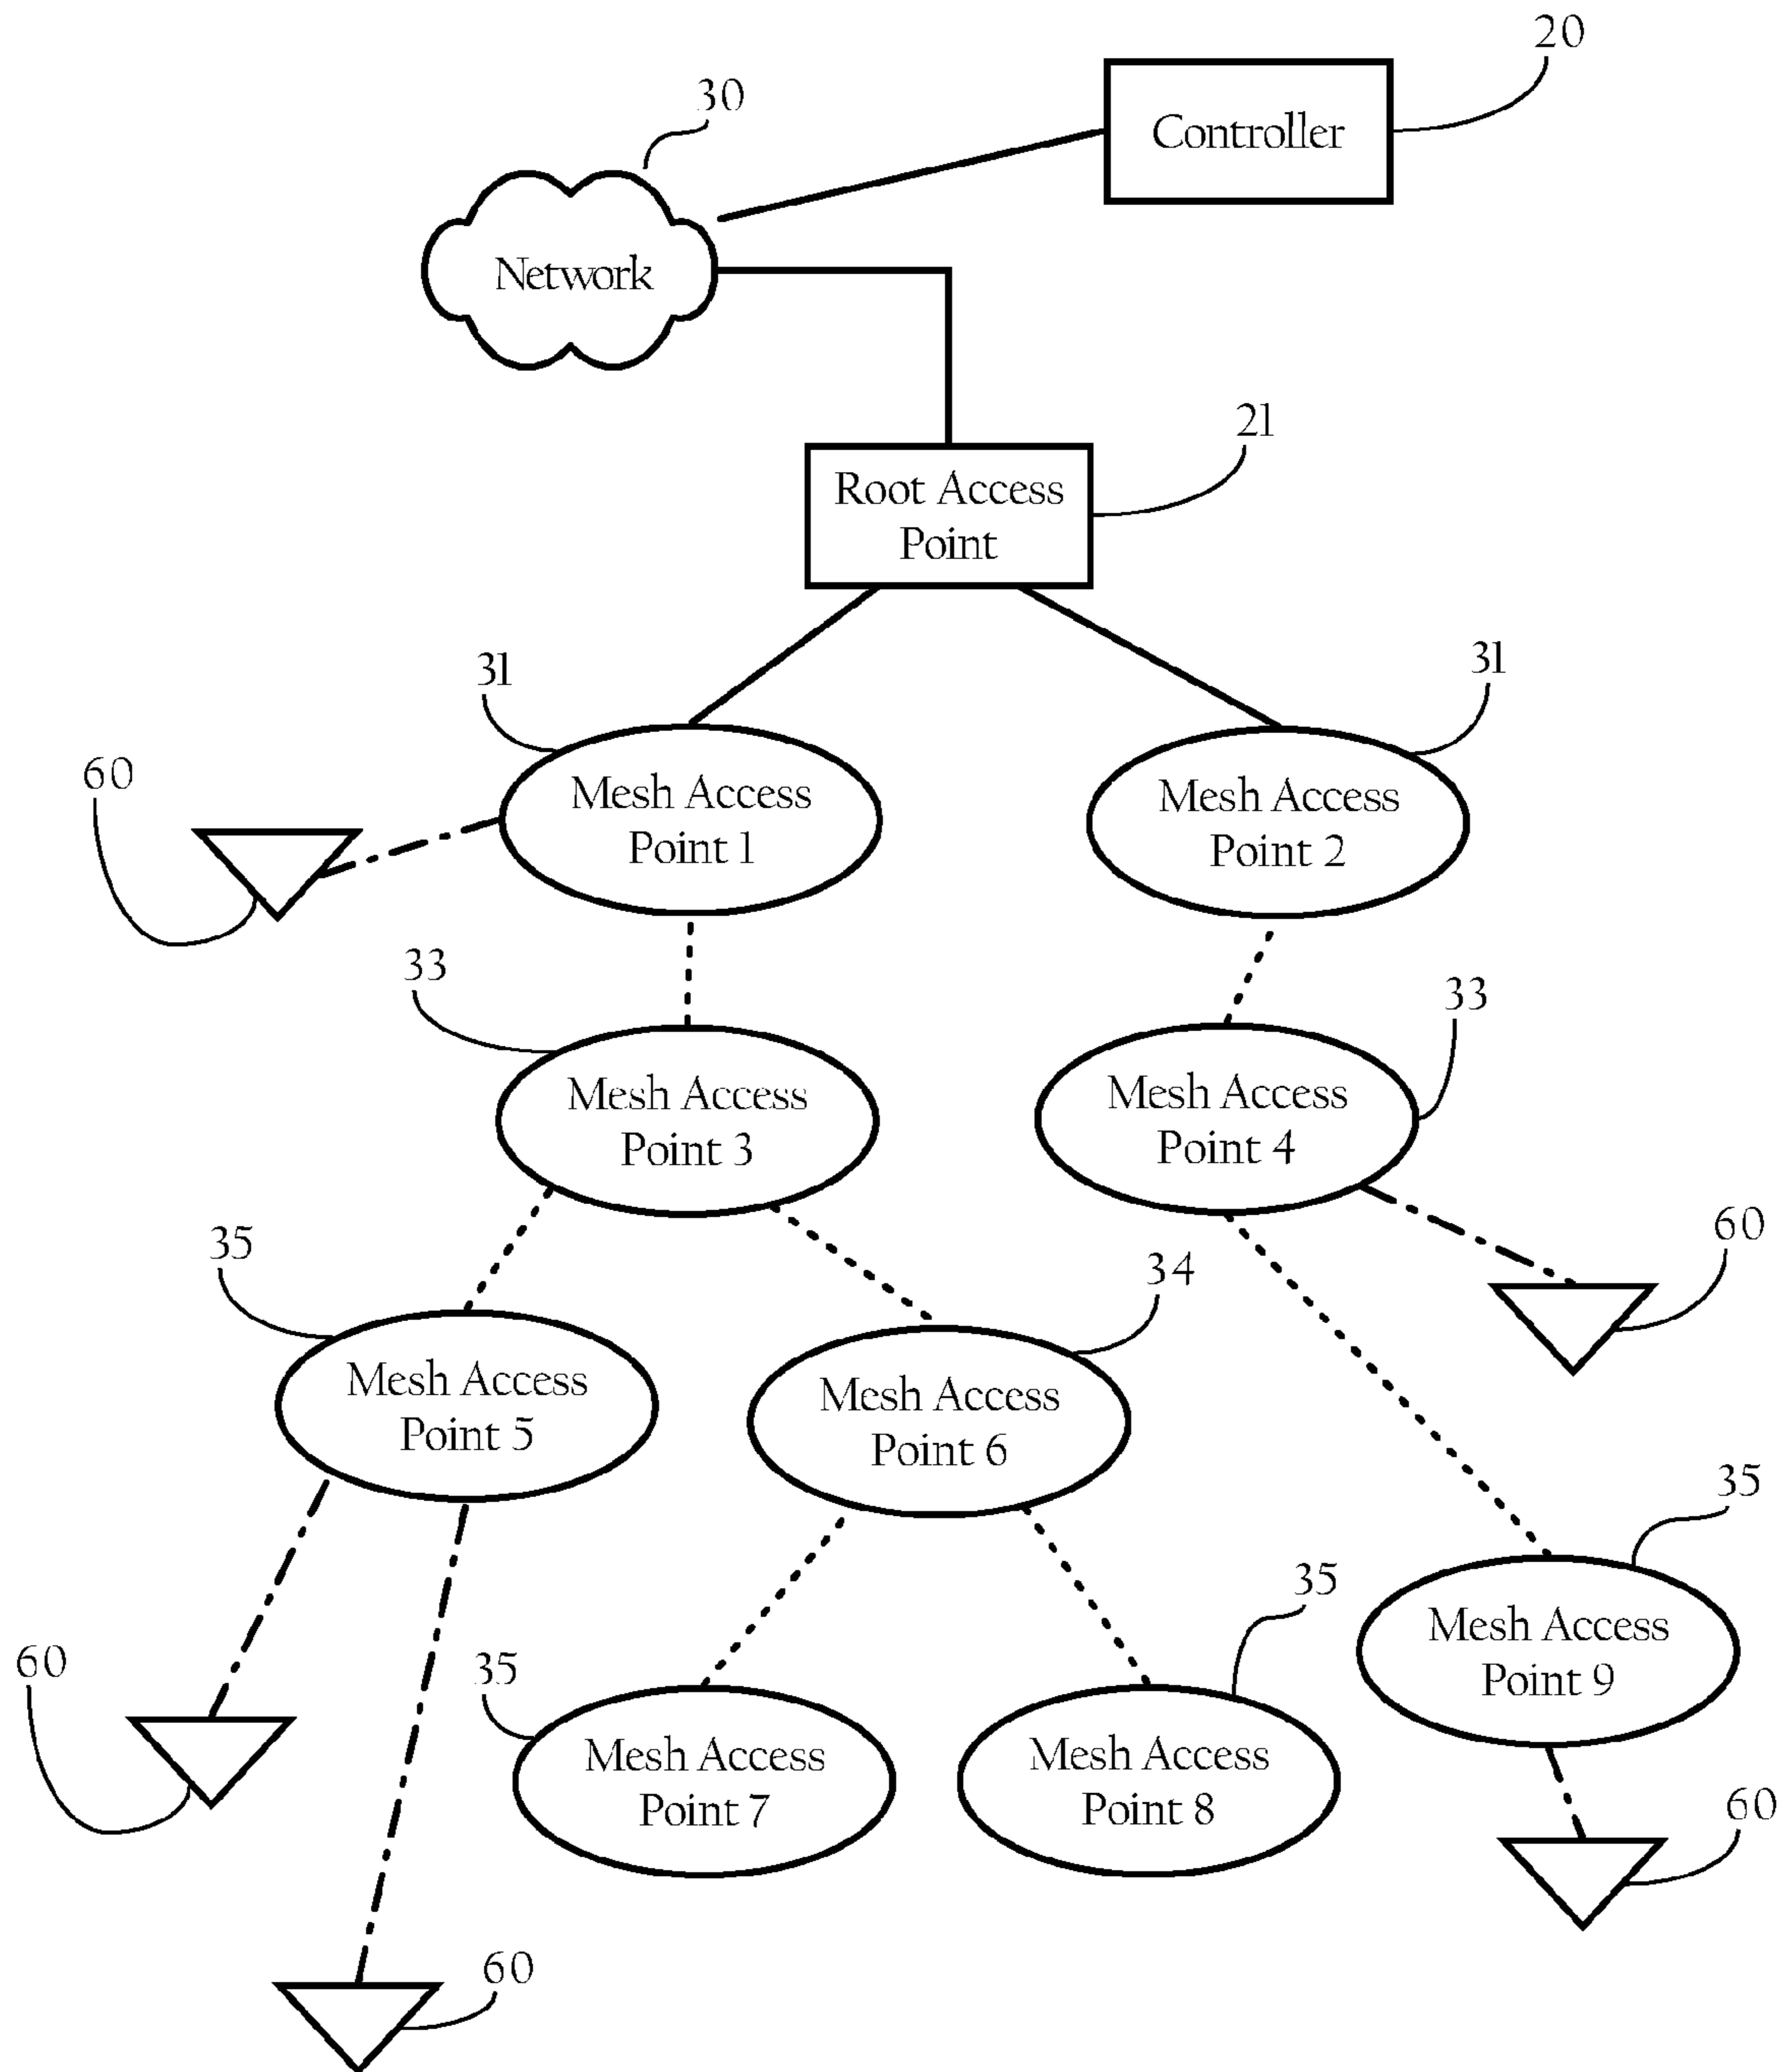 20
30
Controller
Network
21
Root Access
Point
31
31
60
Mesh Access
Point 1
Mesh Access
Point 2
33
33
Mesh Access
Point 3
Mesh Access
Point 4
35
34
60
Mesh Access
Point 5
Mesh Access
Point 6
35
35
Mesh Access
Point 9
60
35
Mesh Access
Point 7
Mesh Access
Point 8
60
60